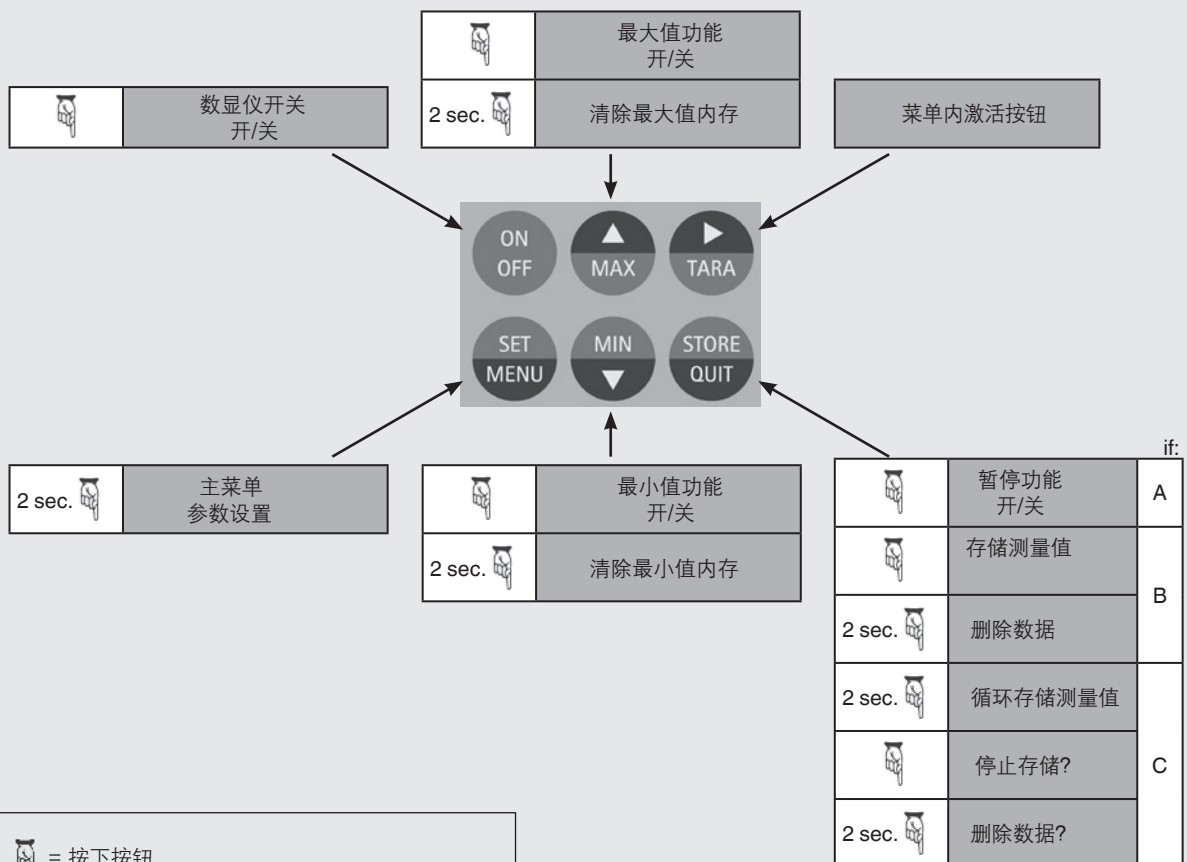 最大值功能
开/关
2 sec.
清除最大值内存
数显仪开关
开/关
菜单内激活按钮
ON
OFF
MAX
TARA
SET
MENU
MIN
STORE
QUIT
2 sec.
主菜单
参数设置
最小值功能
开/关
2 sec.
清除最小值内存
if:
暂停功能
开/关
A
存储测量值
B
2 sec.
删除数据
2 sec.
循环存储测量值
停止存储?
C
2 sec.
删除数据?
= 按下按钮